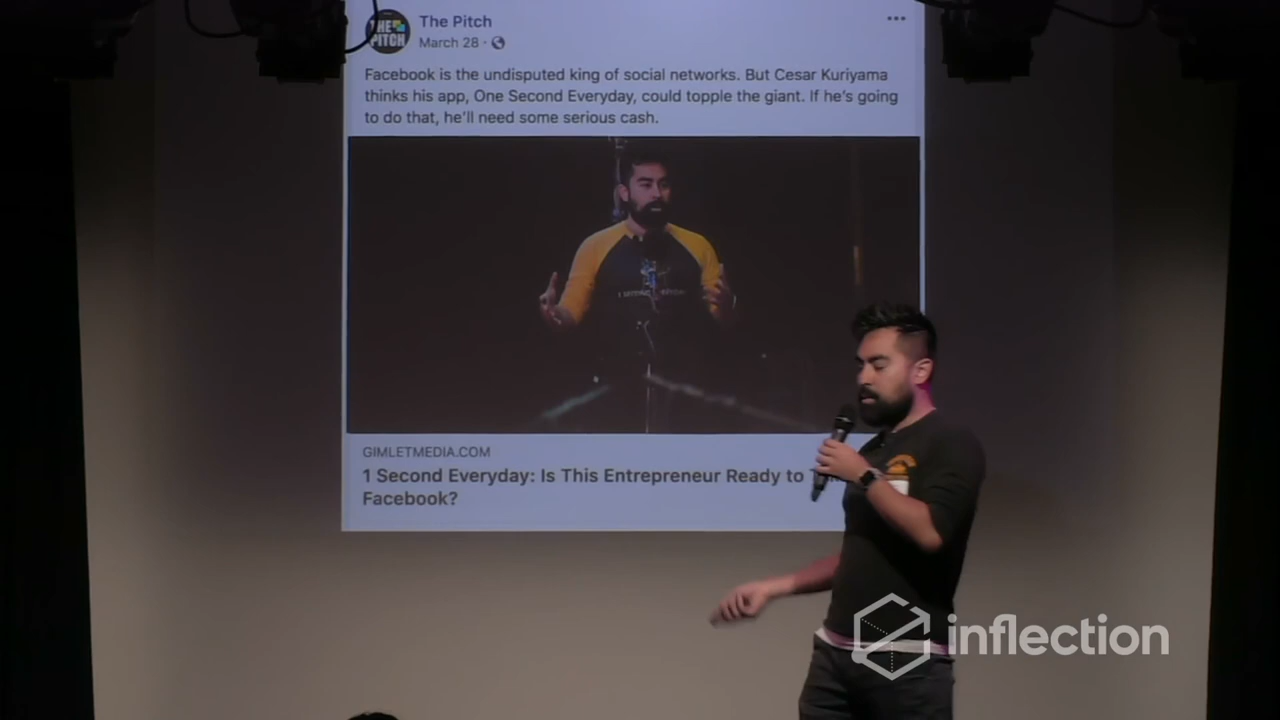 THE
PITCH
The Pitch
March 28 ·
Facebook is the undisputed king of social networks. But Cesar Kuriyama
thinks his app, One Second Everyday, could topple the giant. If he's going
to do that, he'll need some serious cash.
GIMLETMEDIA.COM
1 Second Everyday: Is This Entrepreneur Ready to
Facebook?
inflection